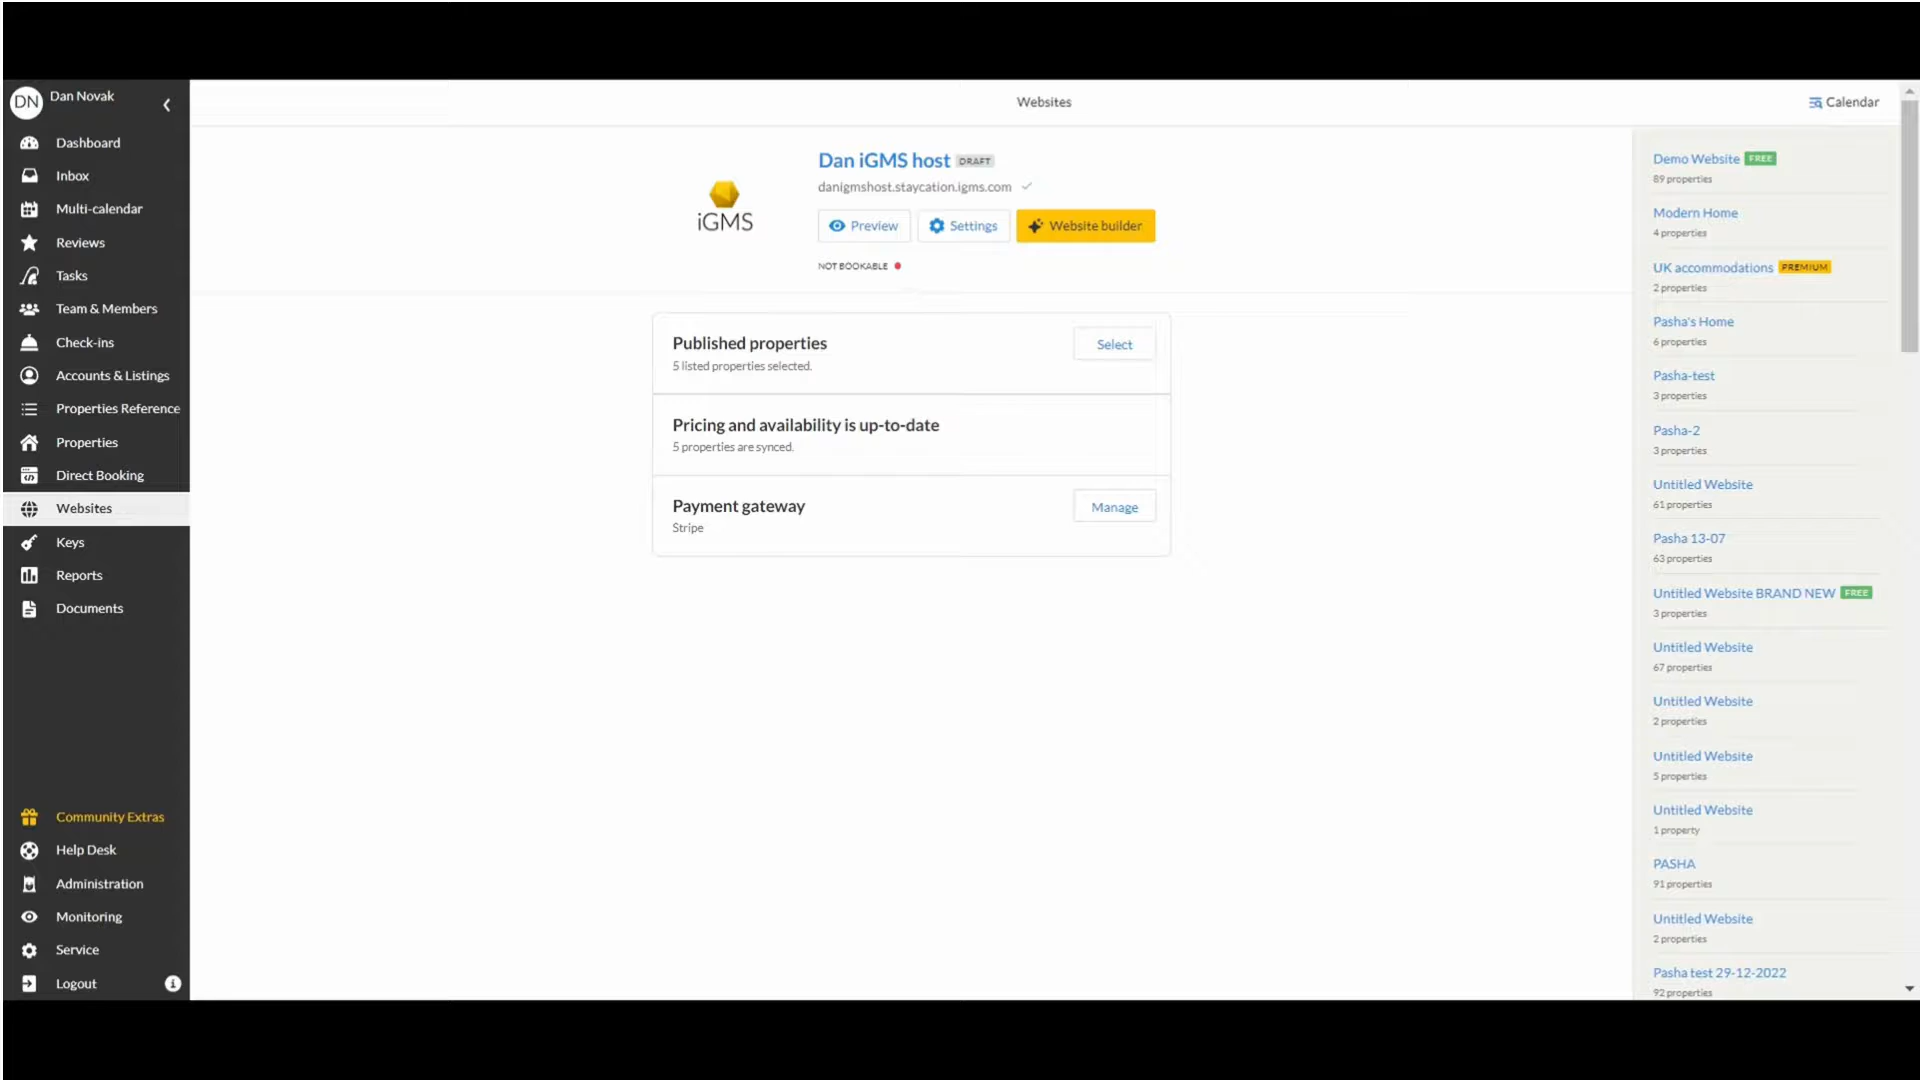 DN Dan Novak
Dashboard
Inbox
Multi-calendar
Reviews
Tasks
Team & Members
Check-ins
Accounts & Listings
Properties Reference
Properties
Direct Booking
Websites
Keys
Reports
Documents
Community Extras
Help Desk
Administration
Monitoring
Service
Logout
Websites
Calendar
iGMS
Dan iGMS host DRAFT
danigmshost.staycation.igms.com
Preview Settings Website builder
NOT BOOKABLE
Published properties
5 listed properties selected.
Select
Pricing and availability is up-to-date
5 properties are synced.
Payment gateway
Stripe
Manage
Demo Website FREE
89 properties
Modern Home
4 properties
UK accommodations PREMIUM
2 properties
Pasha's Home
6 properties
Pasha-test
3 properties
Pasha-2
3 properties
Untitled Website
61 properties
Pasha 13-07
63 properties
Untitled Website BRAND NEW FREE
3 properties
Untitled Website
67 properties
Untitled Website
2 properties
Untitled Website
5 properties
Untitled Website
1 property
PASHA
91 properties
Untitled Website
2 properties
Pasha test 29-12-2022
92 properties